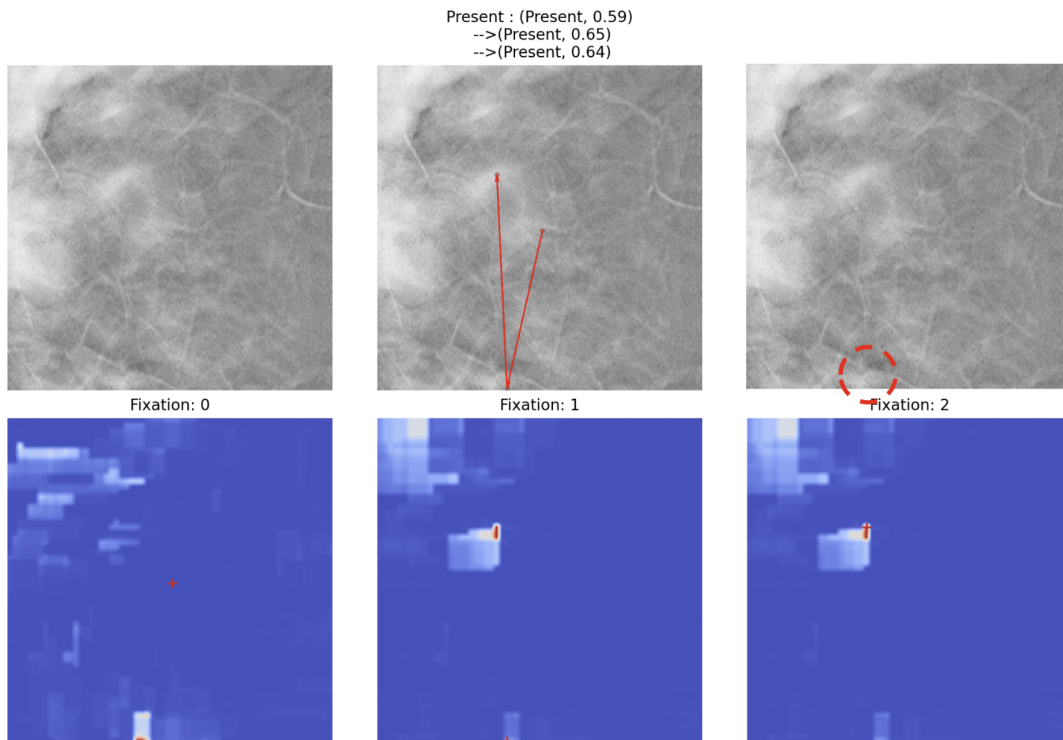 Present : (Present, 0.59)
-->(Present, 0.65)
-->(Present, 0.64)
Fixation: 0
Fixation: 1
Fixation: 2